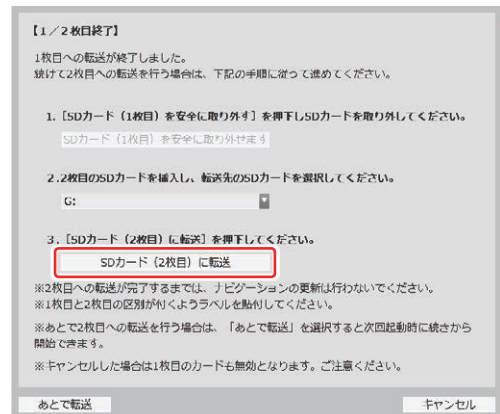 【1/2枚目終了】
1枚目への転送が終了しました。
続けて2枚目への転送を行う場合は、下記の手順に従って進めてください。
1.［SDカード（1枚目）を安全に取り外す］を押下しSDカードを取り外してください。
SDカード（1枚目）を安全に取り外せます
2.2枚目のSDカードを挿入し、転送先のSDカードを選択してください。
G:
3.［SDカード（2枚目）に転送］を押下してください。
SDカード（2枚目）に転送
※2枚目への転送が完了するまでは、ナビゲーションの更新は行わないでください。
※1枚目と2枚目の区別が付くようラベルを貼付してください。
※あとで2枚目への転送を行う場合は、「あとで転送」を選択すると次回起動時に続きから
開始できます。
※キャンセルした場合は1枚目のカードも無効となります。ご注意ください。
あとで転送
キャンセル